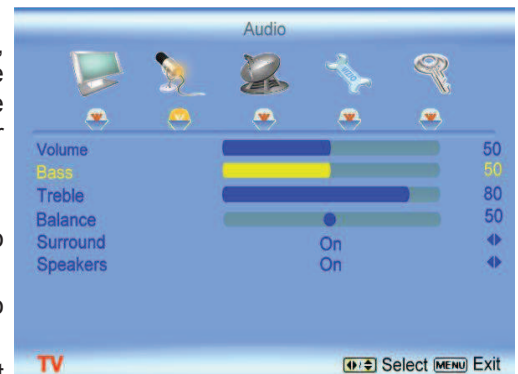 Audio
Volume 50
Bass 50
Treble 80
Balance 50
Surround On
Speakers On
TV Select MENU Exit